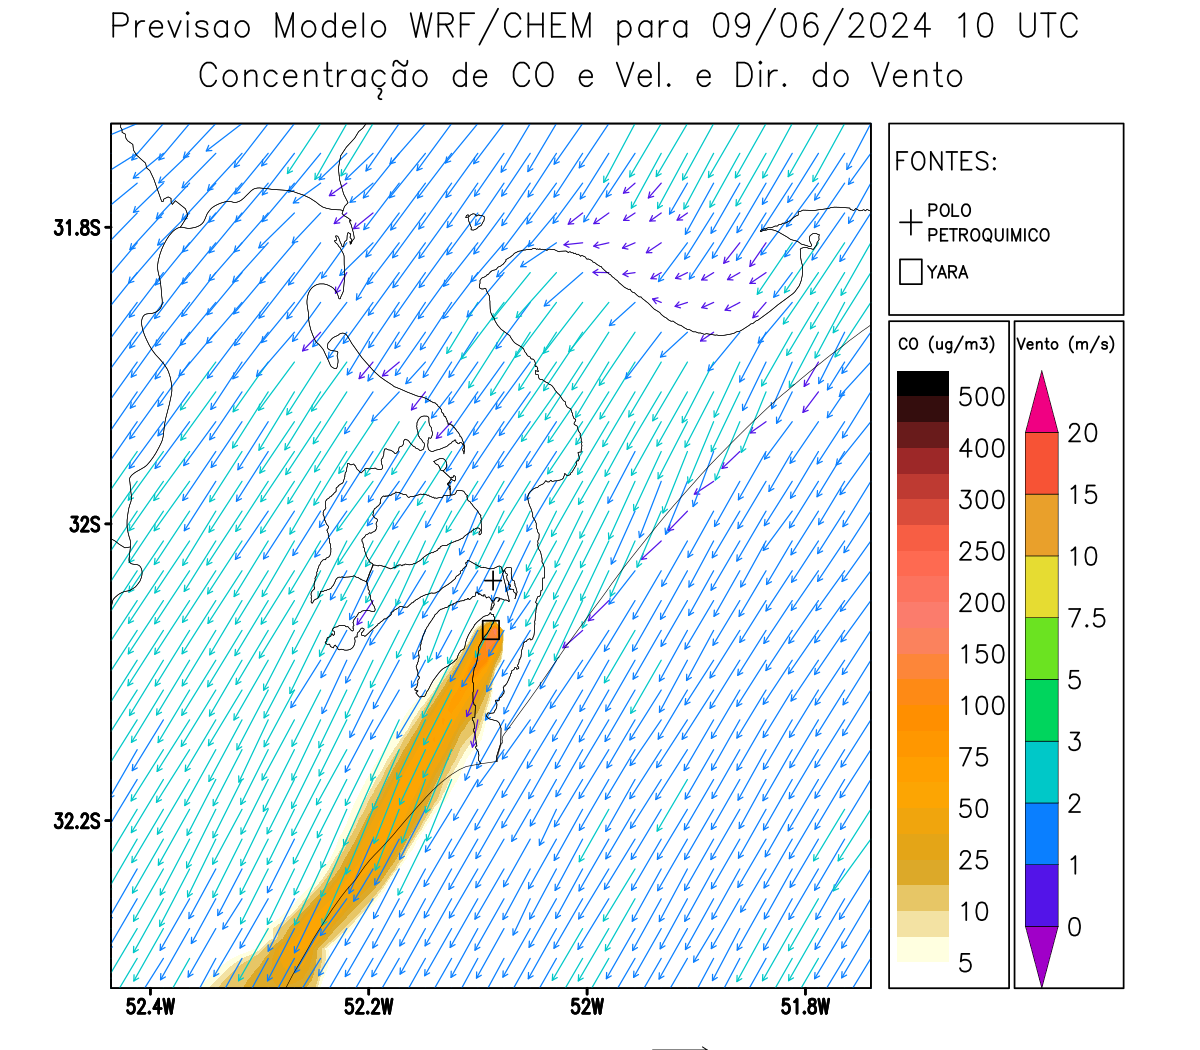 Previsao Modelo WRF/CHEM para 09/06/2024 10 UTC
Concentração de CO e Vel. e Dir. do Vento
FONTES:
POLO
PETROQUIMICO
YARA
CO (ug/m3)
500
400
300
250
200
150
100
75
50
25
10
5
Vento (m/s)
20
15
10
7.5
5
3
2
1
0
31.8S
32S
32.2S
52.4W
52.2W
52W
51.8W